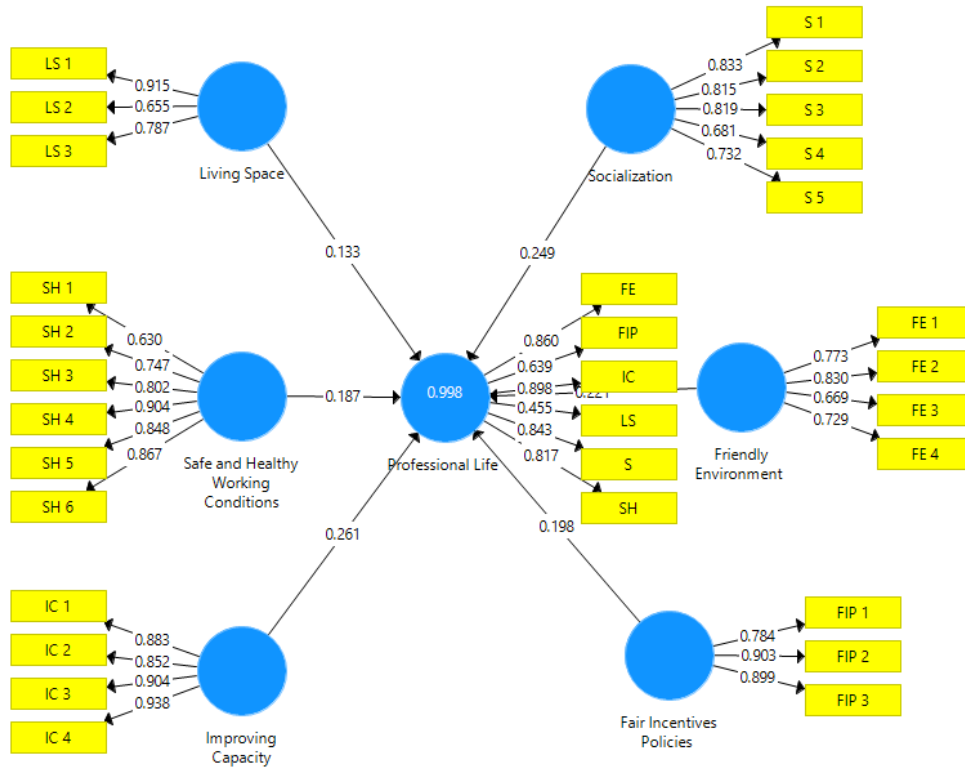 LS 1
LS 2
LS 3
0.915
0.655
0.787
Living Space
0.133
S 1
S 2
S 3
S 4
S 5
0.833
0.815
0.819
0.681
0.732
Socialization
0.249
SH 1
SH 2
SH 3
SH 4
SH 5
SH 6
0.630
0.747
0.802
0.904
0.848
0.867
Safe and Healthy
Working
Conditions
0.187
0.998
Professional Life
0.860
0.639
0.898
0.455
0.843
0.817
FE
FIP
IC
LS
S
SH
0.221
Friendly
Environment
0.773
0.830
0.669
0.729
FE 1
FE 2
FE 3
FE 4
0.261
0.198
IC 1
IC 2
IC 3
IC 4
0.883
0.852
0.904
0.938
Improving
Capacity
Fair Incentives
Policies
0.784
0.903
0.899
FIP 1
FIP 2
FIP 3